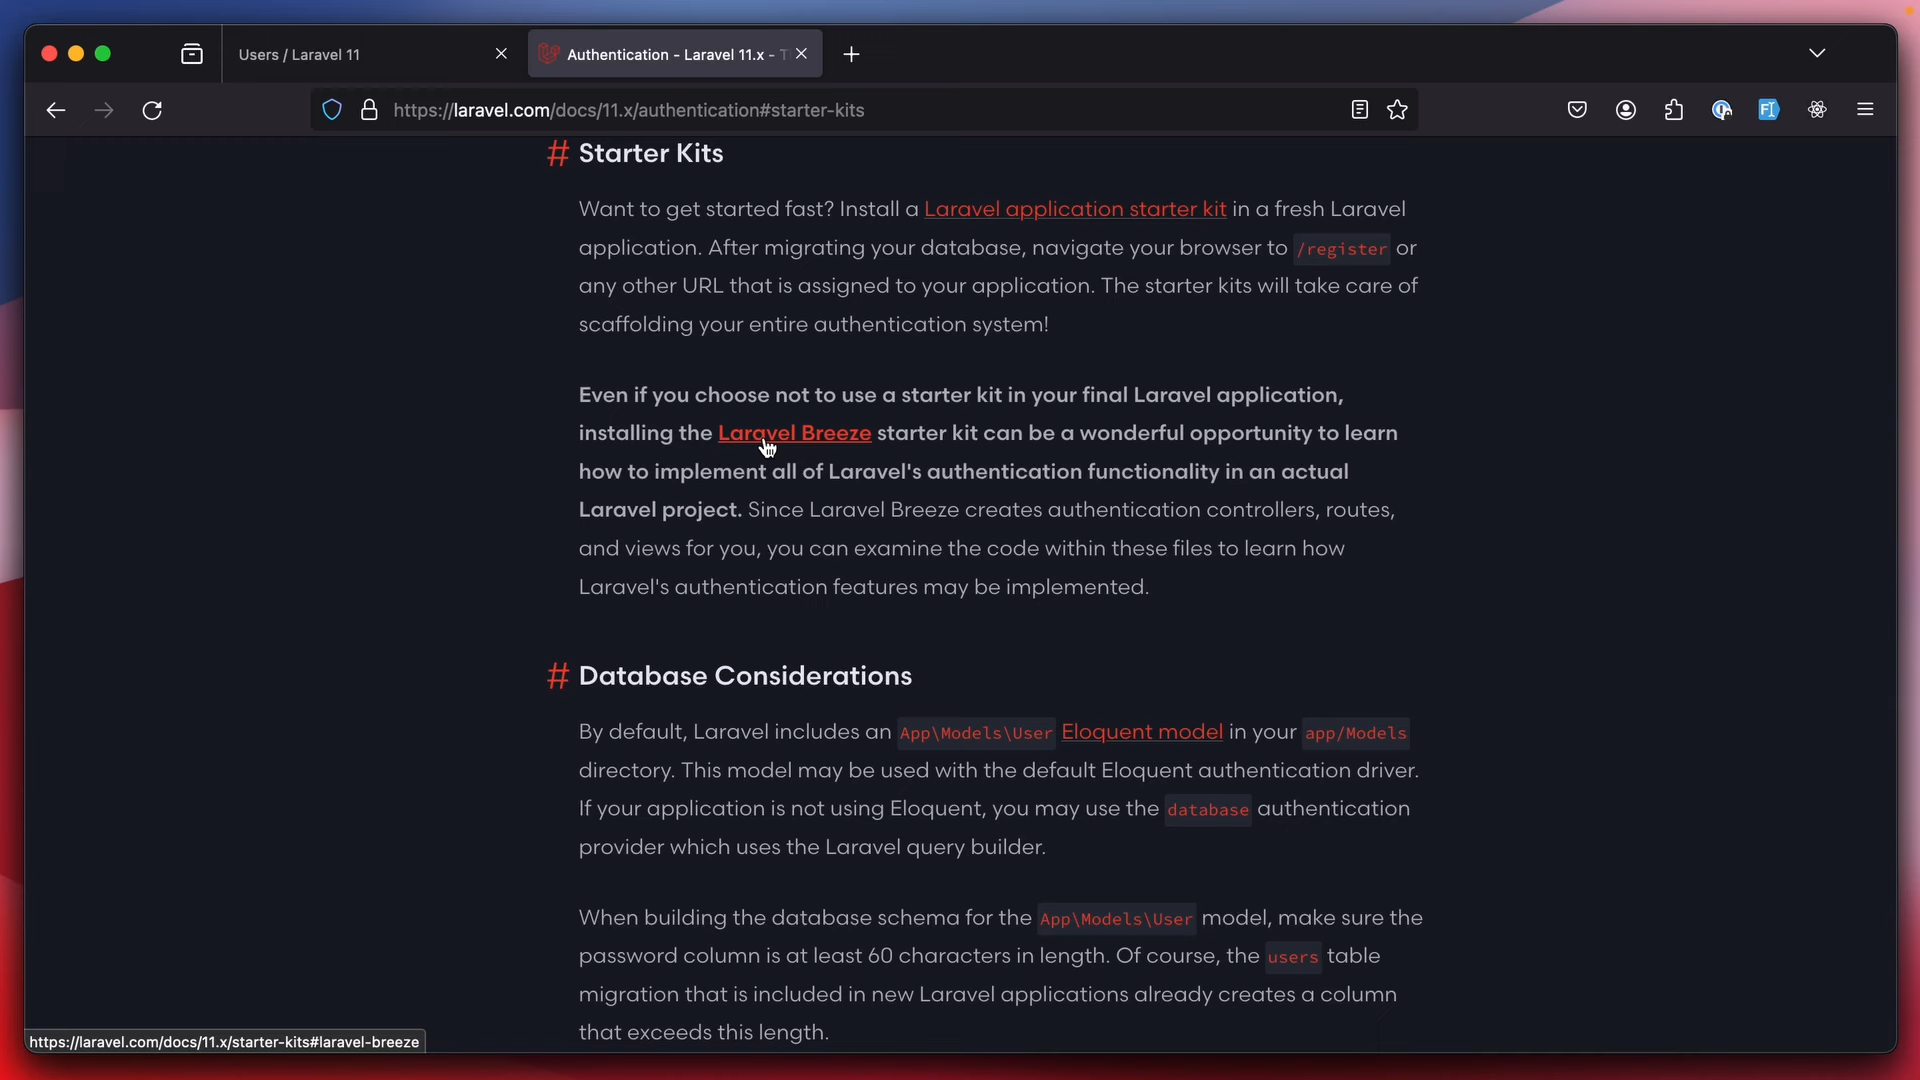 Users / Laravel 11
Authentication - Laravel 11.x - T
https://laravel.com/docs/11.x/authentication#starter-kits
# Starter Kits
Want to get started fast? Install a Laravel application starter kit in a fresh Laravel
application. After migrating your database, navigate your browser to /register or
any other URL that is assigned to your application. The starter kits will take care of
scaffolding your entire authentication system!
Even if you choose not to use a starter kit in your final Laravel application,
installing the Laravel Breeze starter kit can be a wonderful opportunity to learn
how to implement all of Laravel's authentication functionality in an actual
Laravel project. Since Laravel Breeze creates authentication controllers, routes,
and views for you, you can examine the code within these files to learn how
Laravel's authentication features may be implemented.
# Database Considerations
By default, Laravel includes an App\Models\User Eloquent model in your app/Models
directory. This model may be used with the default Eloquent authentication driver.
If your application is not using Eloquent, you may use the database authentication
provider which uses the Laravel query builder.
When building the database schema for the App\Models\User model, make sure the
password column is at least 60 characters in length. Of course, the users table
migration that is included in new Laravel applications already creates a column
that exceeds this length.
https://laravel.com/docs/11.x/starter-kits#laravel-breeze